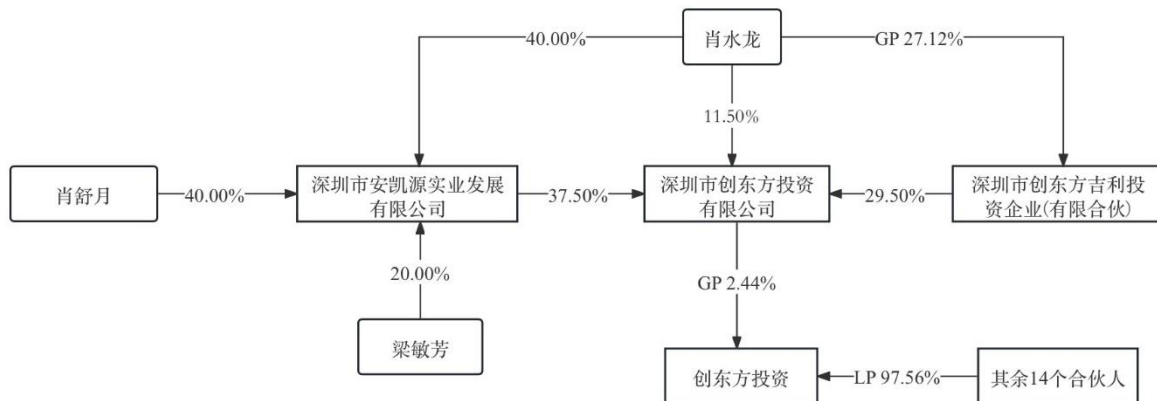 肖水龙
40.00%
GP 27.12%
11.50%
肖舒月
40.00%
深圳市安凯源实业发展
有限公司
37.50%
深圳市创东方投资
有限公司
29.50%
深圳市创东方吉利投
资企业(有限合伙)
20.00%
GP 2.44%
梁敏芳
创东方投资
LP 97.56%
其余14个合伙人